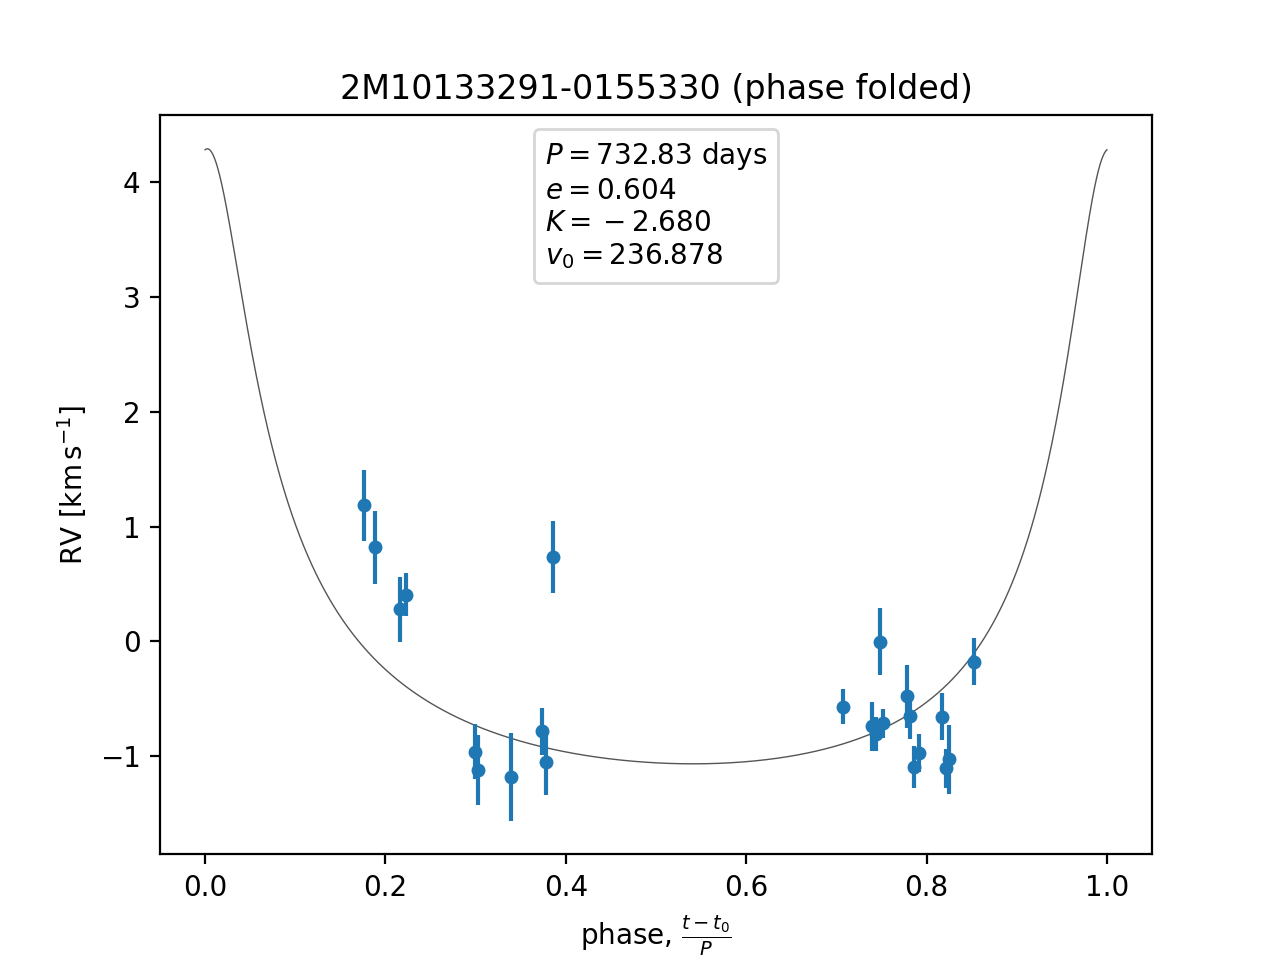 2M10133291-0155330 (phase folded)
P = 732.83 days
e = 0.604
K = −2.680
v₀ = 236.878
RV [km s⁻¹]
4
3
2
1
0
−1
0.0 0.2 0.4 0.6 0.8 1.0
phase, (t − t₀)/P